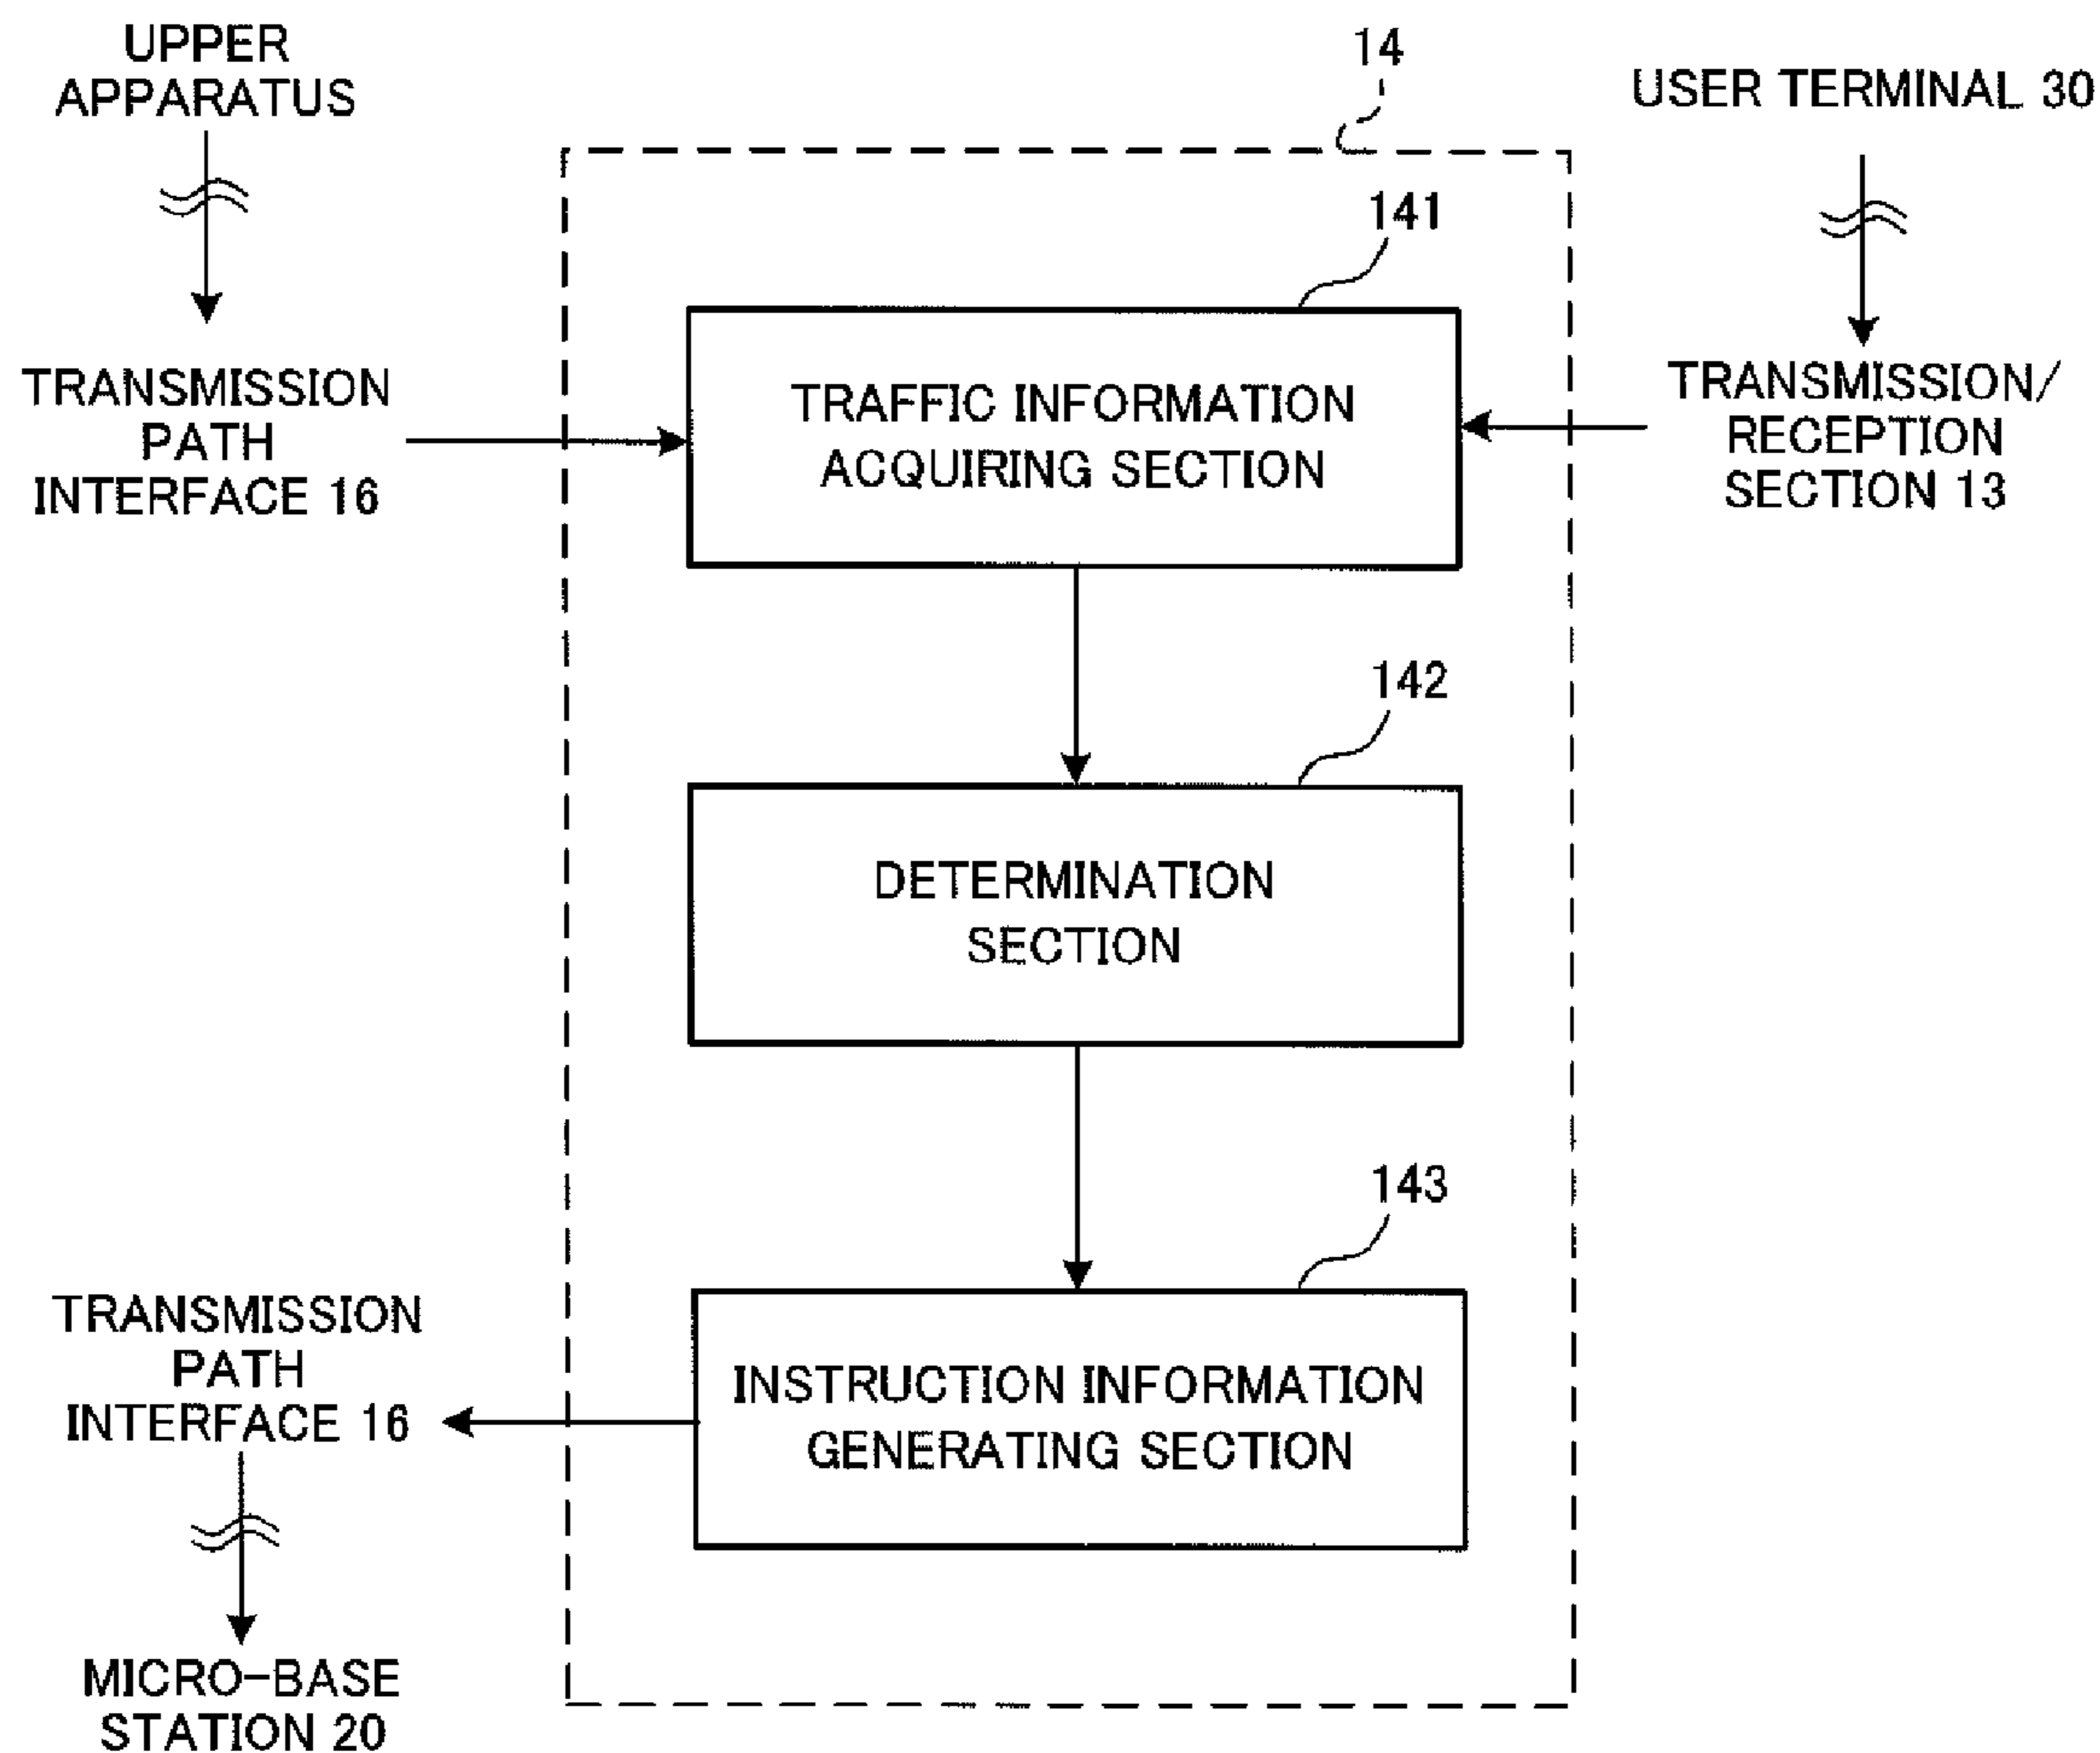 UPPER
APPARATUS
14
USER TERMINAL 30
141
TRANSMISSION
PATH
INTERFACE 16
TRAFFIC INFORMATION
ACQUIRING SECTION
TRANSMISSION/
RECEPTION
SECTION 13
142
DETERMINATION
SECTION
143
TRANSMISSION
PATH
INTERFACE 16
INSTRUCTION INFORMATION
GENERATING SECTION
MICRO-BASE
STATION 20